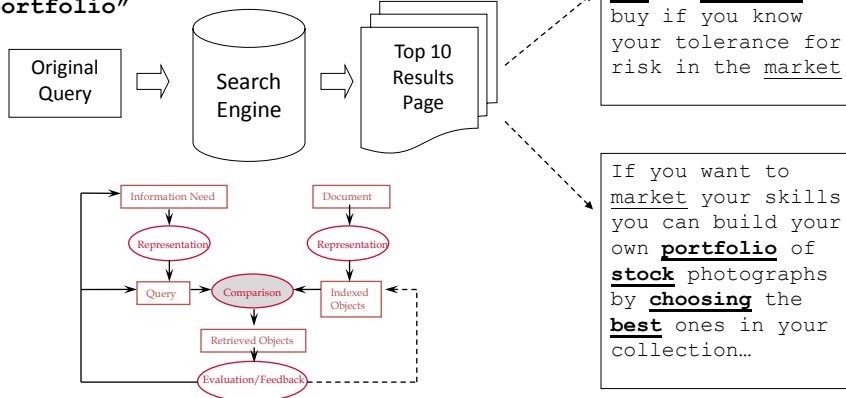 portfolio”
Original
Query
Search
Engine
Top 10
Results
Page
buy if you know
your tolerance for
risk in the market
If you want to
market your skills
you can build your
own portfolio of
stock photographs
by choosing the
best ones in your
collection…
Information Need
Document
Representation
Representation
Query
Comparison
Indexed
Objects
Retrieved Objects
Evaluation/Feedback